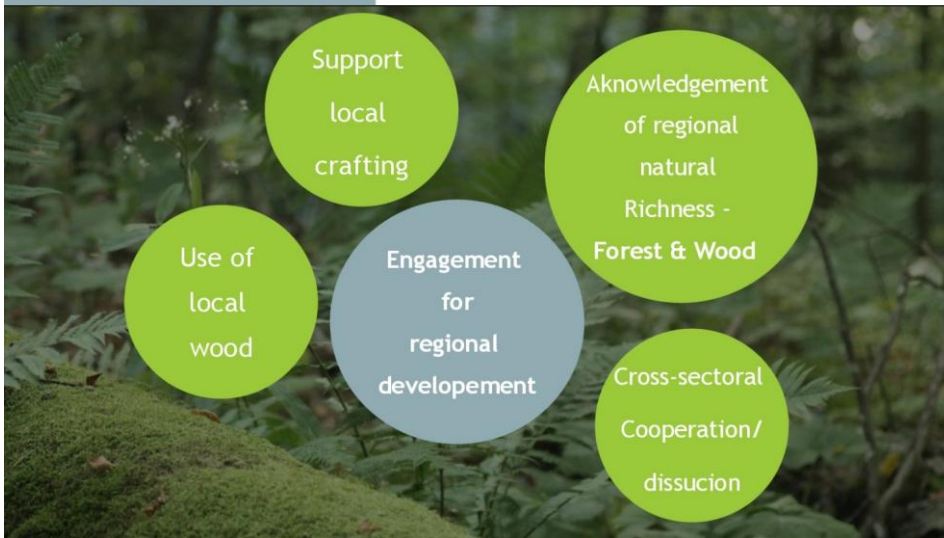 Support
local
crafting
Aknowledgement
of regional
natural
Richness -
Forest & Wood
Use of
local
wood
Engagement
for
regional
developement
Cross-sectoral
Cooperation/
dissucion